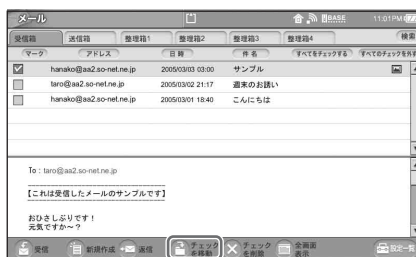 メール BASE 11:01PM
受信箱 送信箱 整理箱1 整理箱2 整理箱3 整理箱4 検索
マーク アドレス 日時 件名 すべてをチェックする すべてのチェックを外す
hanako@aa2.so-net.ne.jp 2005/03/03 03:00 サンプル
taro@aa2.so-net.ne.jp 2005/03/02 21:17 週末のお誘い
hanako@aa2.so-net.ne.jp 2005/03/01 18:40 こんにちは
To : taro@aa2.so-net.ne.jp
【これは受信したメールのサンプルです】
おひさしぶりです！
元気ですか～？
受信 新規作成 返信 チェックを移動 チェックを削除 全画面表示 設定一覧